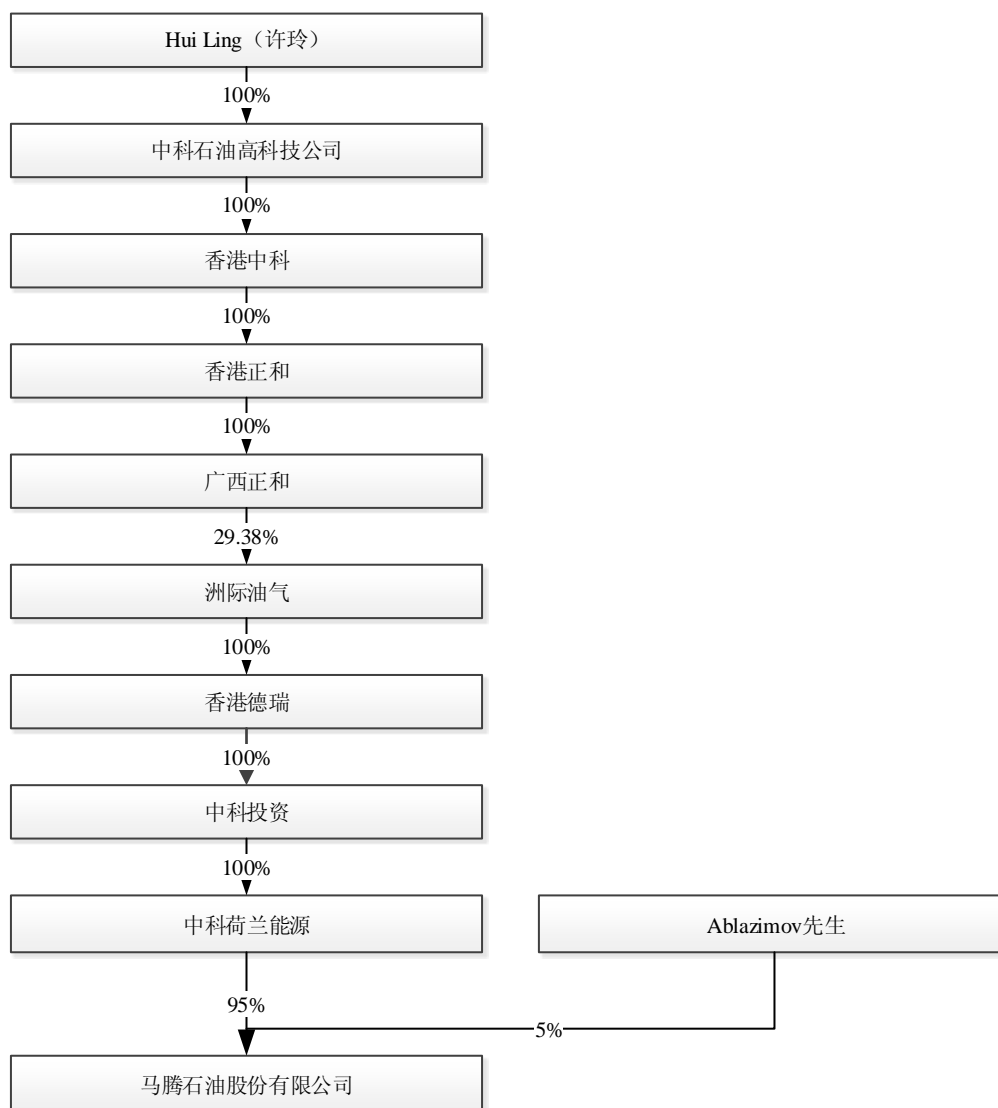 Hui Ling（许玲）
100%
中科石油高科技公司
100%
香港中科
100%
香港正和
100%
广西正和
29.38%
洲际油气
100%
香港德瑞
100%
中科投资
100%
中科荷兰能源
Ablazimov先生
95%
5%
马腾石油股份有限公司